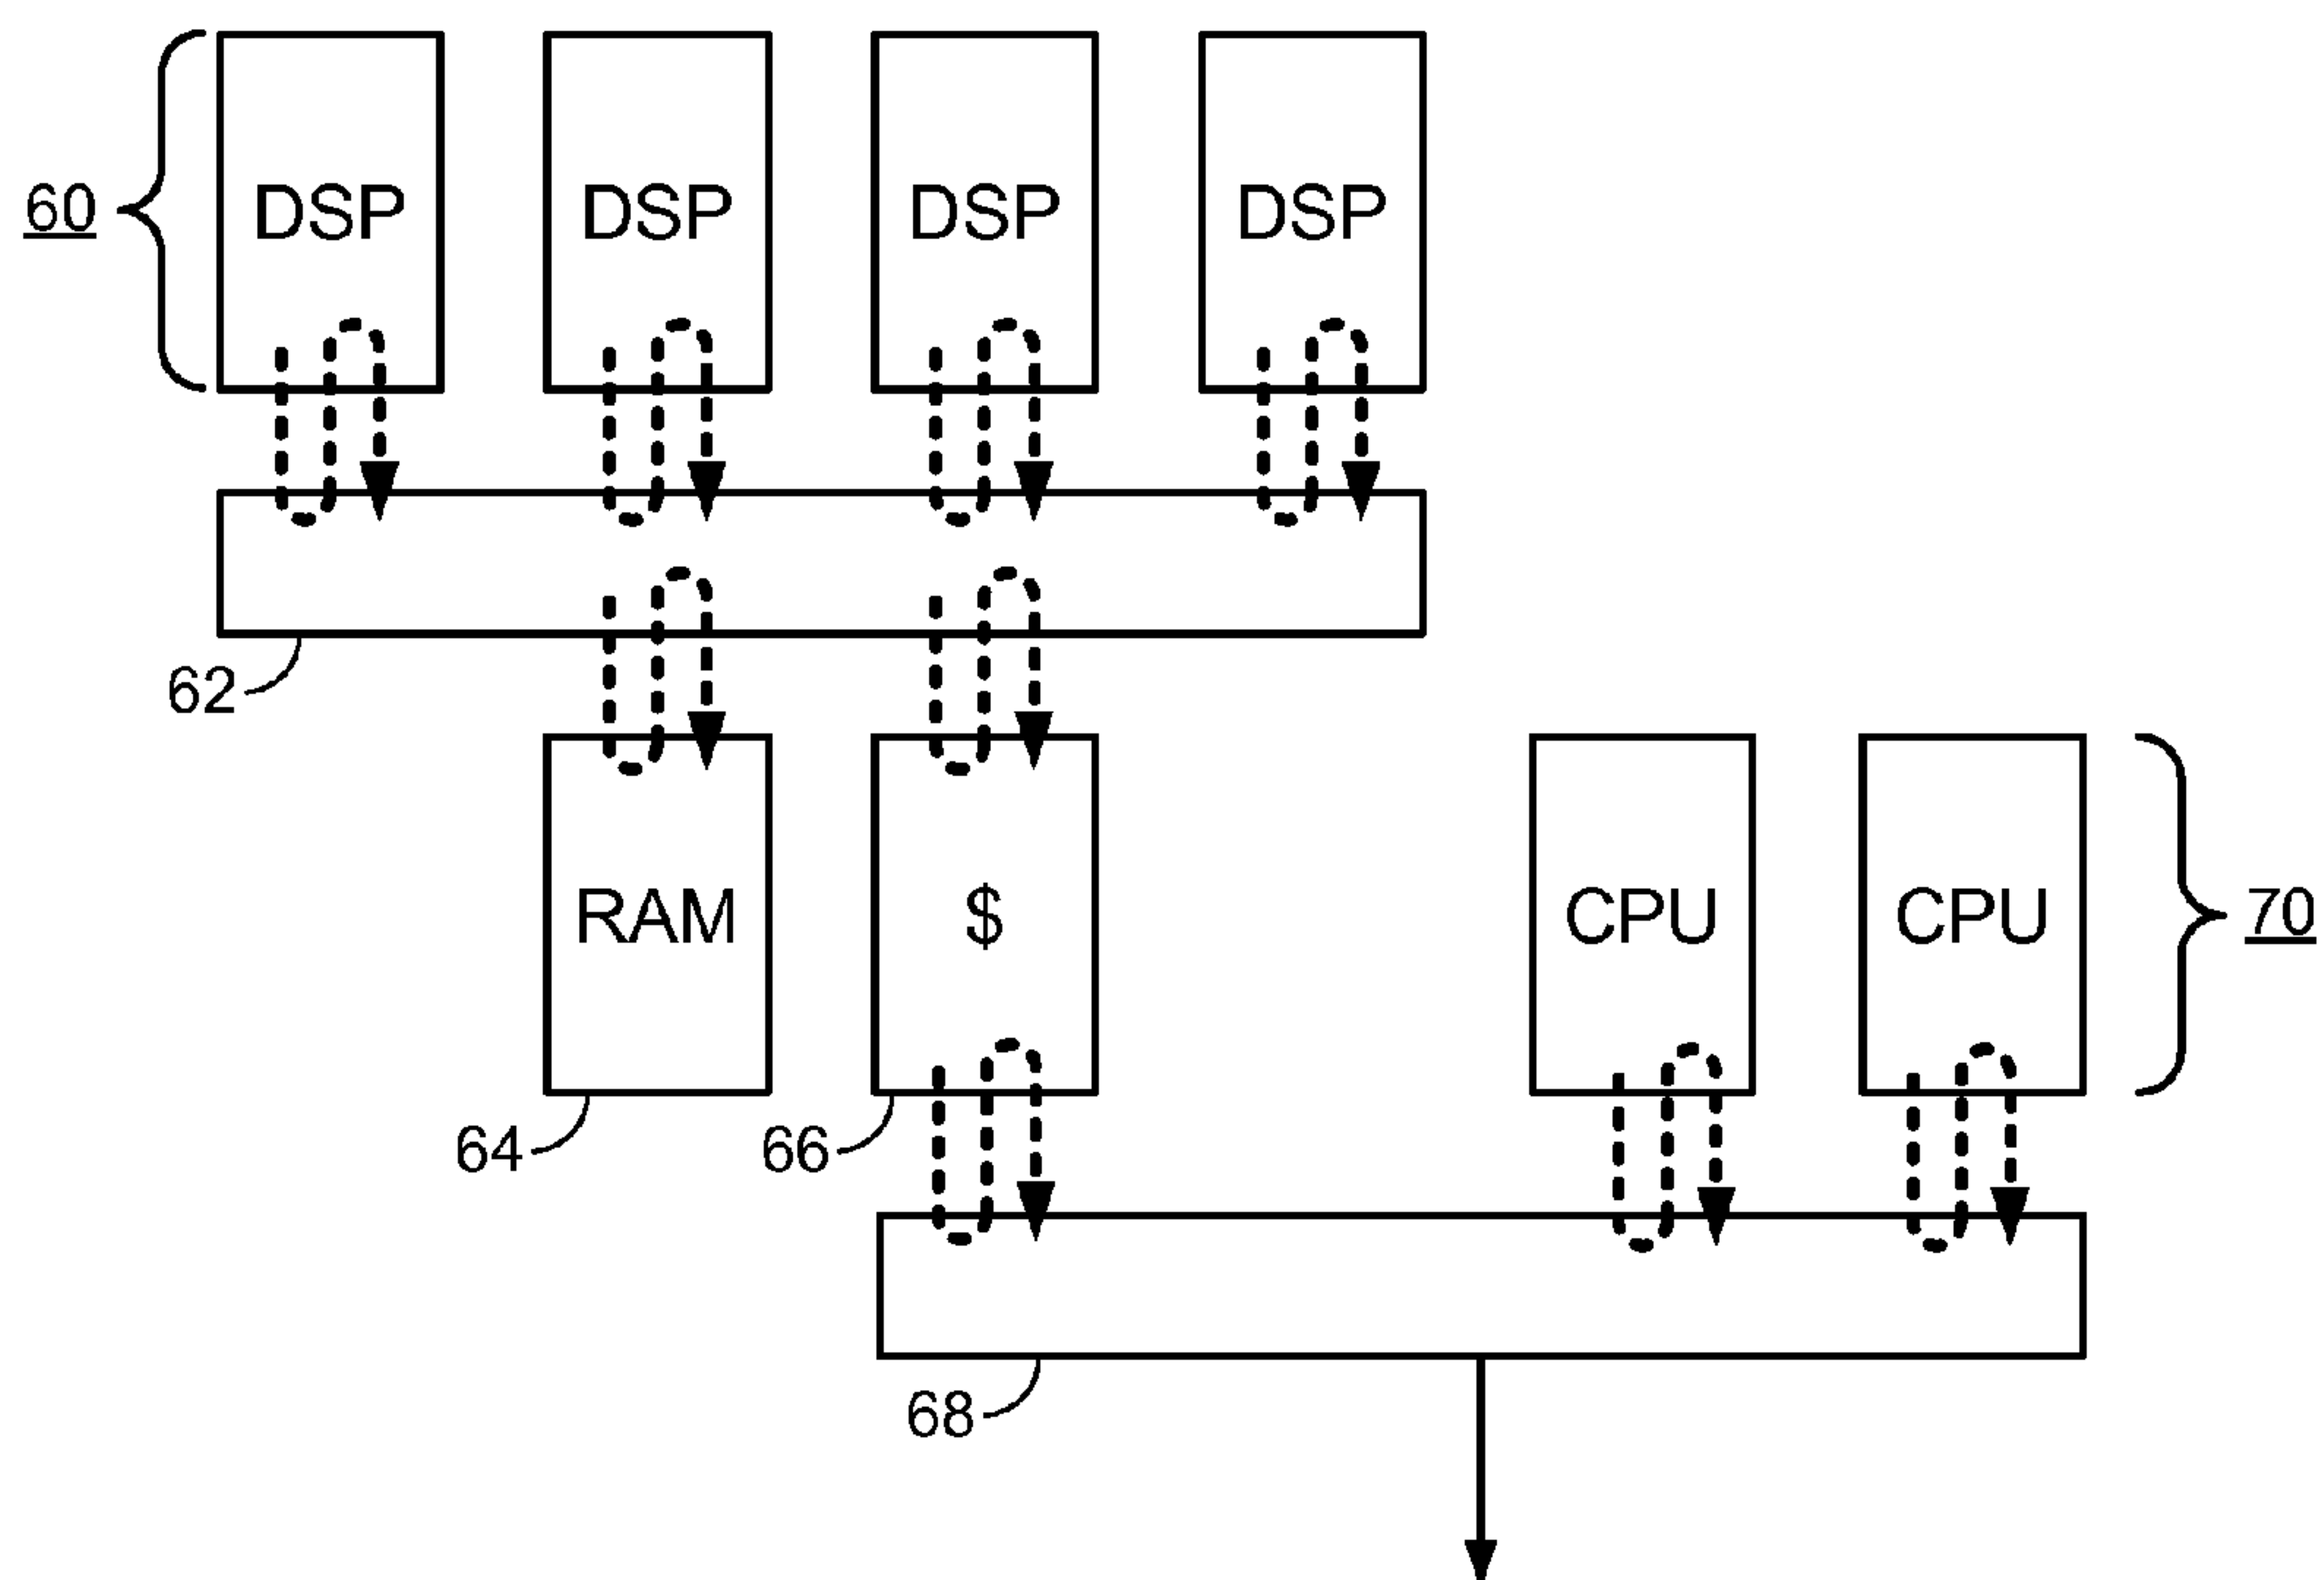 60 DSP DSP DSP DSP
62
RAM $ CPU CPU 70
64 66
68